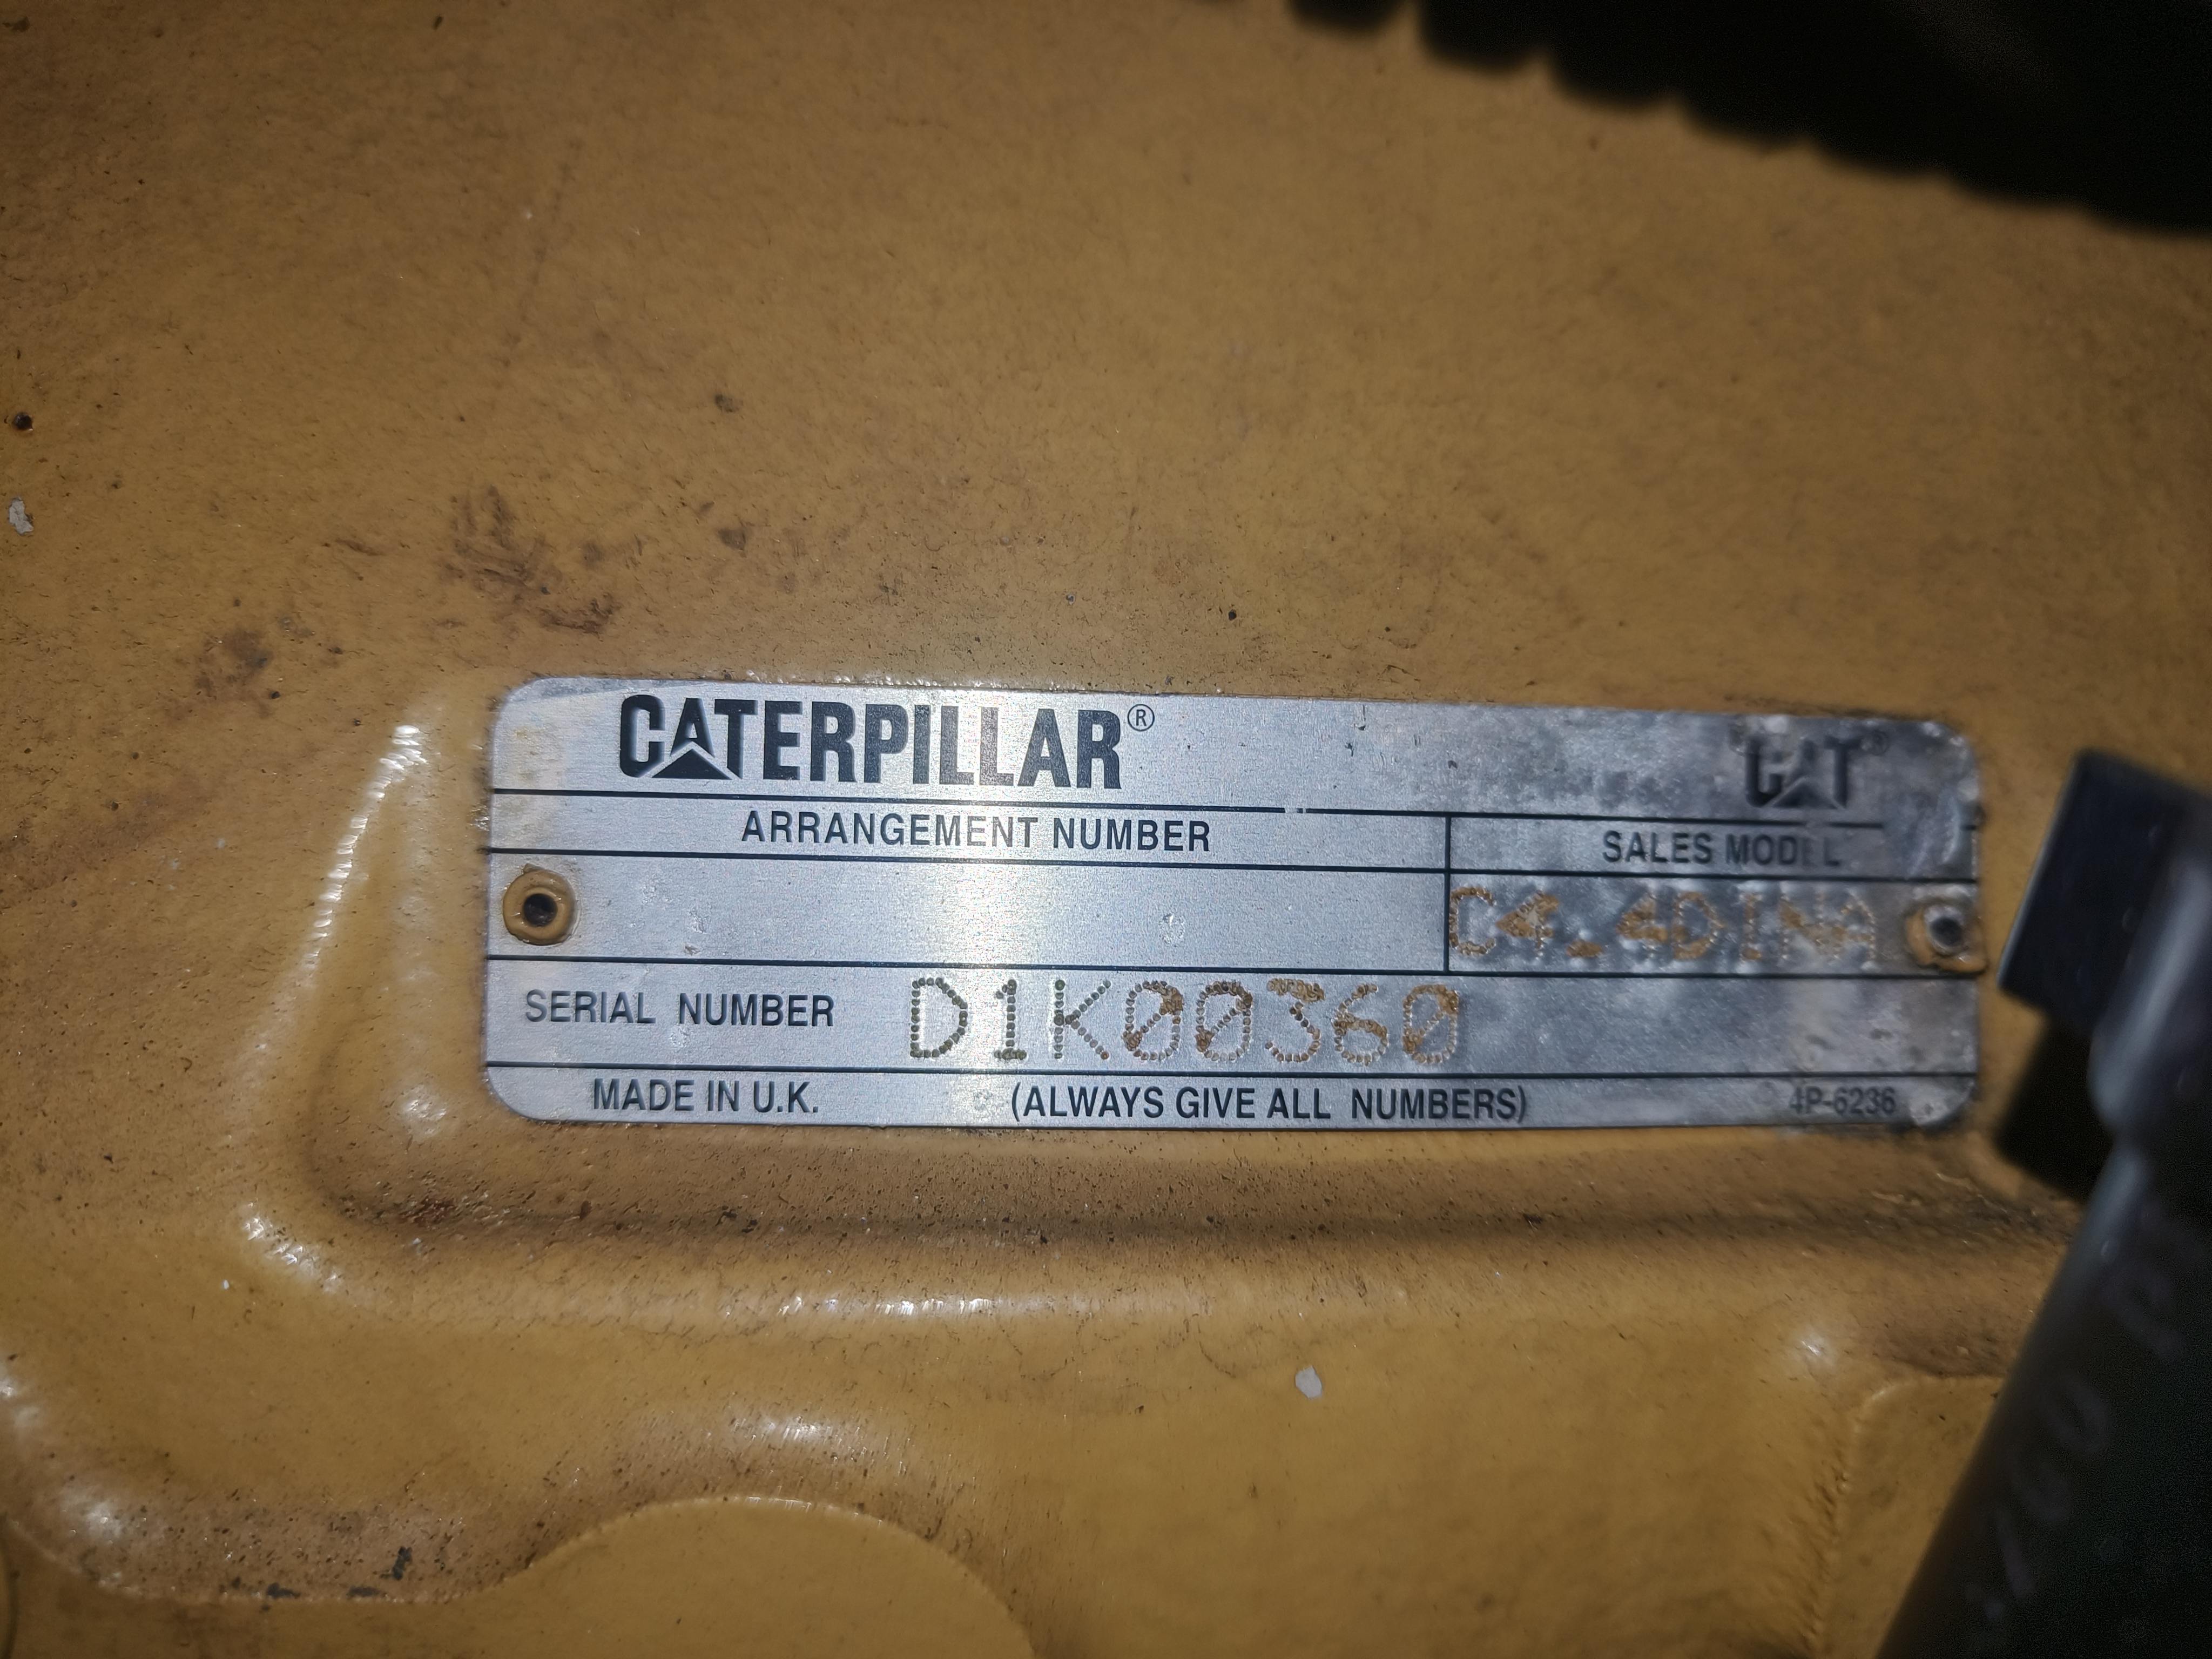 CATERPILLAR® CAT®
ARRANGEMENT NUMBER SALES MODEL
C4.4DINA
SERIAL NUMBER D1K00360
MADE IN U.K. (ALWAYS GIVE ALL NUMBERS) 4P-6236